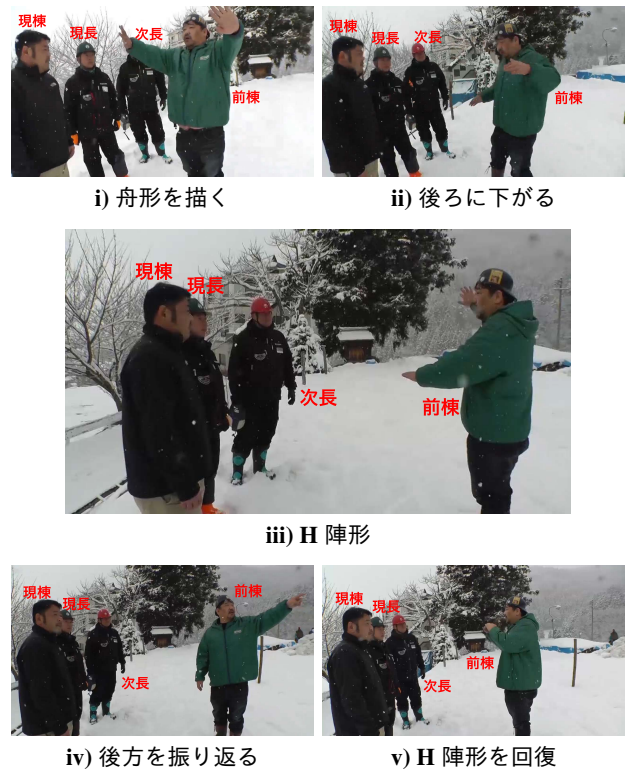 現棟 現長 次長
前棟
i) 舟形を描く
現棟 現長 次長
前棟
ii) 後ろに下がる
現棟
現長
次長 前棟
iii) H 陣形
現棟 現長 前棟
次長
iv) 後方を振り返る
現棟 現長
前棟
次長
v) H 陣形を回復